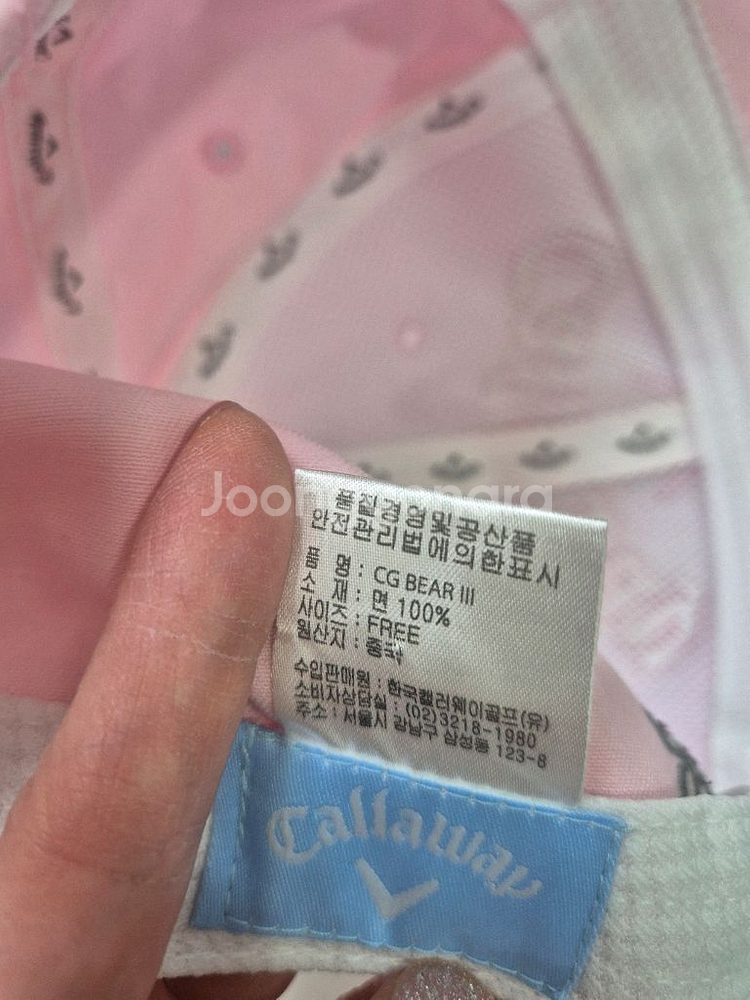 Joongonara
품질경영및공산품
안전관리법에의한표시
품 명 : CG BEAR III
소 재 : 면 100%
사이즈 : FREE
원산지 : 중국
수입판매원 : 한국캘러웨이골프(유)
소비자상담실 : (02)3218-1980
주소 : 서울시 강남구 삼성동 123-8
Callaway